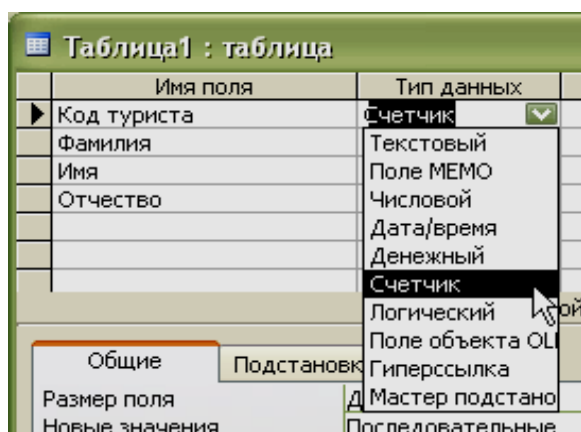 Таблица1 : таблица
Имя поля Тип данных
Код туриста Счетчик
Фамилия Текстовый
Имя Поле MEMO
Отчество Числовой
Дата/время
Денежный
Счетчик
Логический
Поле объекта OL
Общие Подстановк Гиперссылка
Размер поля Д Мастер подстано
Новые значения Последовательные